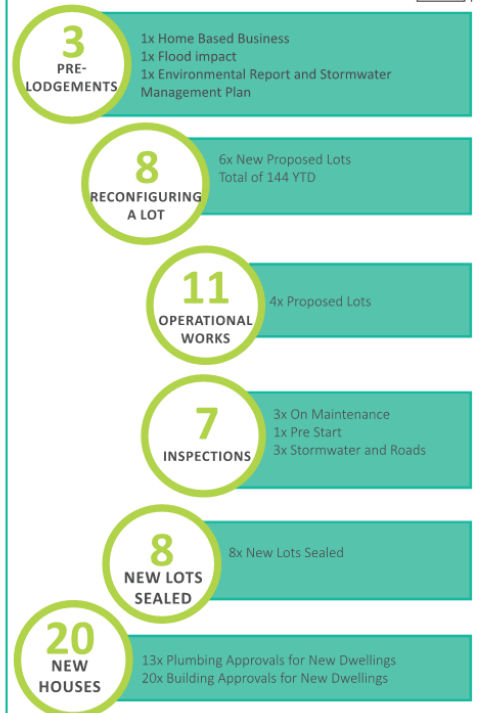 3
PRE-
LODGEMENTS
1x Home Based Business
1x Flood impact
1x Environmental Report and Stormwater
Management Plan
8
RECONFIGURING
A LOT
6x New Proposed Lots
Total of 144 YTD
11
OPERATIONAL
WORKS
4x Proposed Lots
7
INSPECTIONS
3x On Maintenance
1x Pre Start
3x Stormwater and Roads
8
NEW LOTS
SEALED
8x New Lots Sealed
20
NEW
HOUSES
13x Plumbing Approvals for New Dwellings
20x Building Approvals for New Dwellings